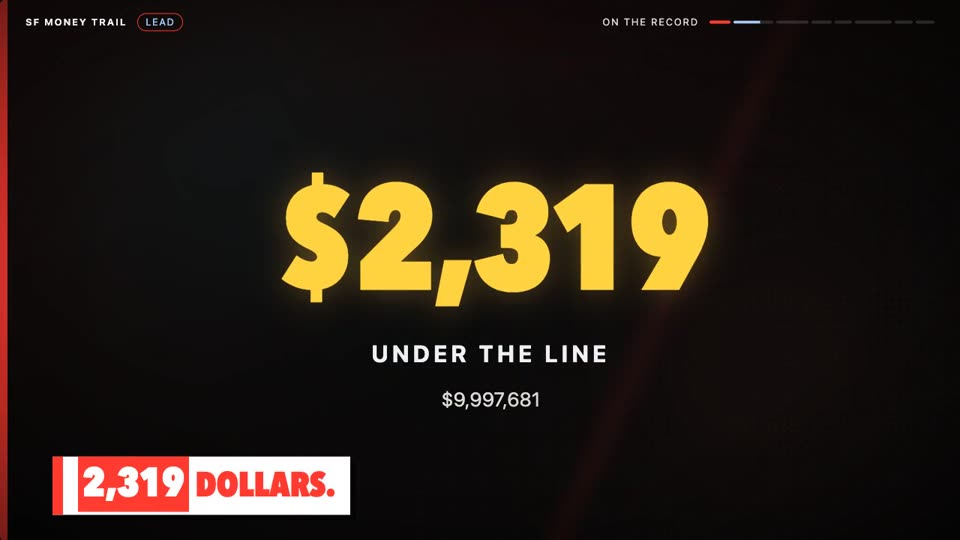 SF MONEY TRAIL LEAD
ON THE RECORD
$2,319
UNDER THE LINE
$9,997,681
2,319 DOLLARS.